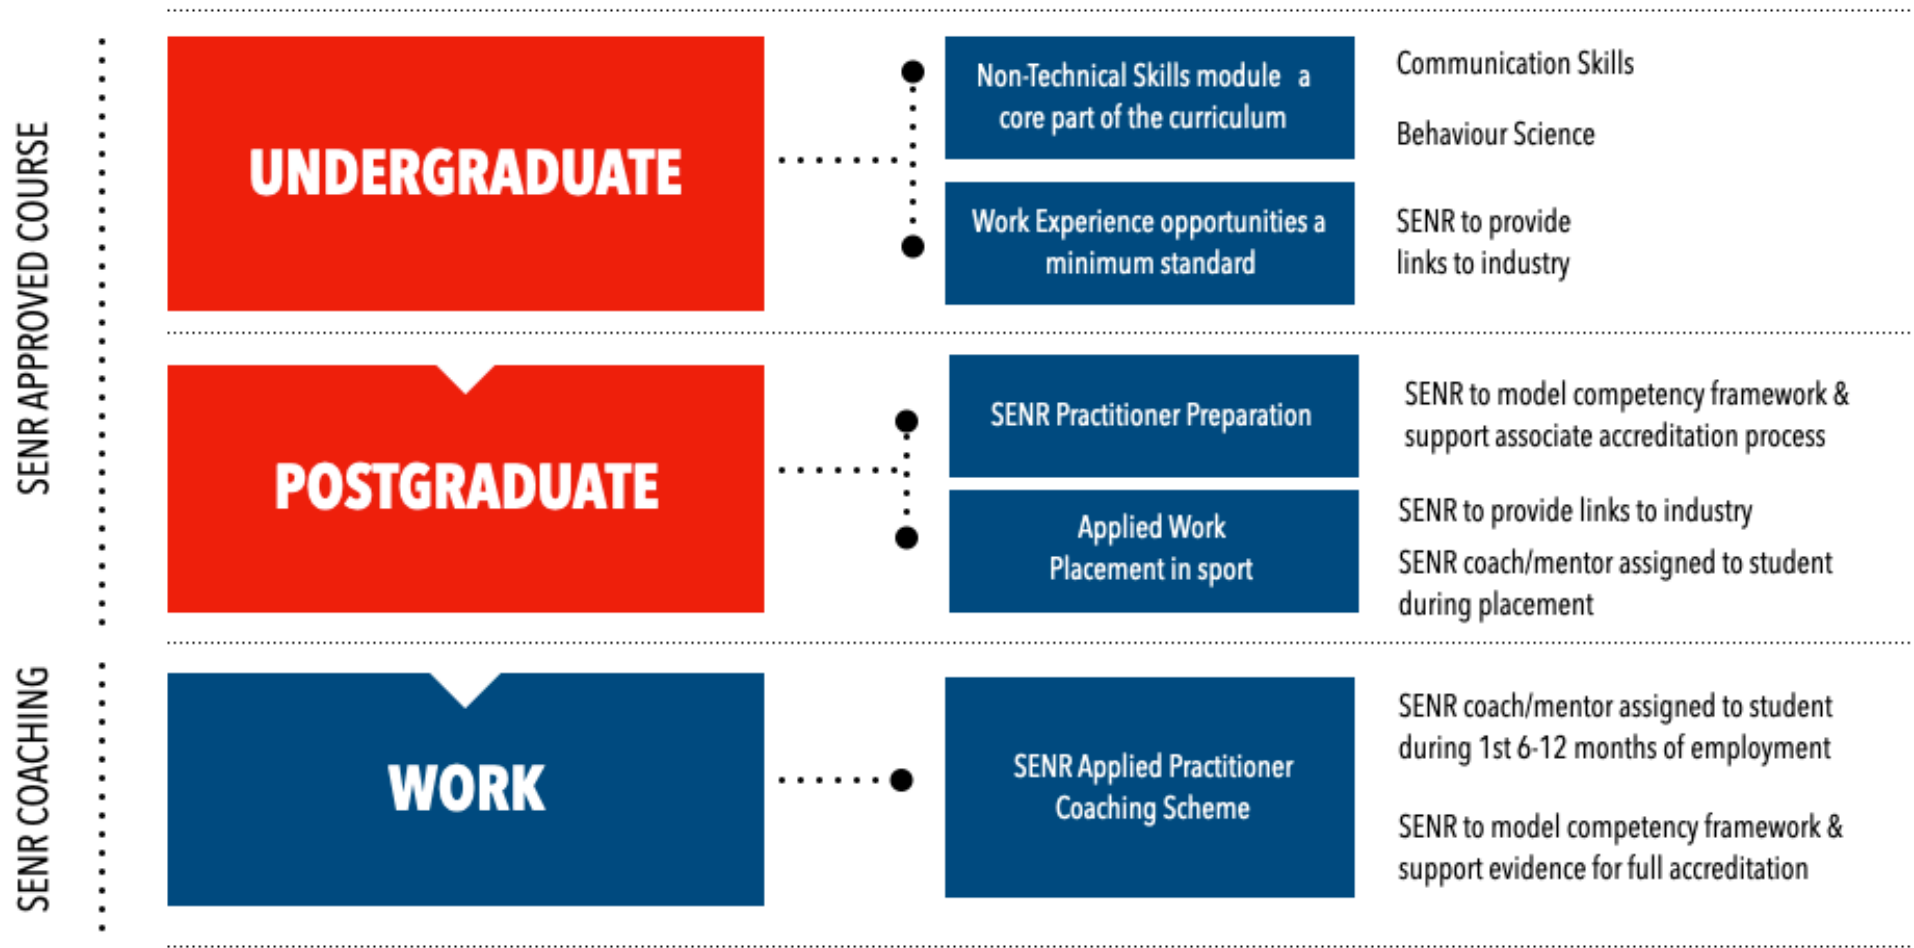 SENR APPROVED COURSE
UNDERGRADUATE
Non-Technical Skills module a
core part of the curriculum
Communication Skills
Behaviour Science
Work Experience opportunities a
minimum standard
SENR to provide
links to industry
POSTGRADUATE
SENR Practitioner Preparation
SENR to model competency framework &
support associate accreditation process
Applied Work
Placement in sport
SENR to provide links to industry
SENR coach/mentor assigned to student
during placement
SENR COACHING
WORK
SENR Applied Practitioner
Coaching Scheme
SENR coach/mentor assigned to student
during 1st 6-12 months of employment
SENR to model competency framework &
support evidence for full accreditation